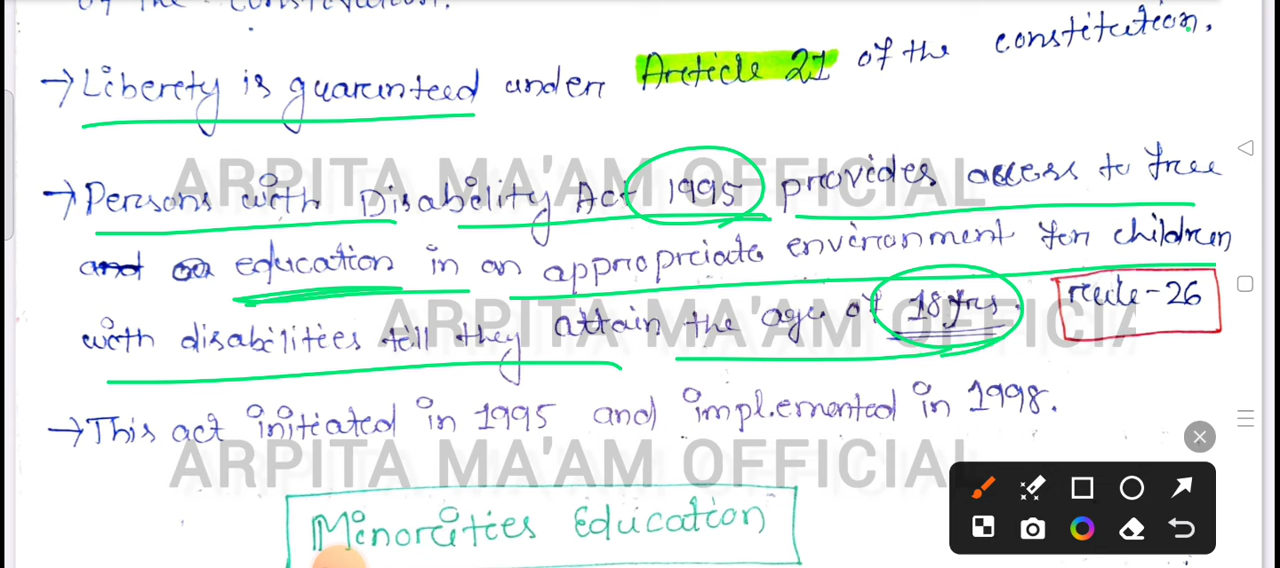 of the constitution.
→ Liberty is guaranteed under Article 21 of the constitution.
→ Persons with Disability Act 1995 provides access to free
education in an appropriate environment for children
with disabilities till they attain the age of 18 yrs. rule-26
→ This act initiated in 1995 and implemented in 1998.
Minorities Education
ARPITA MA'AM OFFICIAL
ARPITA MA'AM OFFICIA
ARPITA MA'AM OFFICIAL